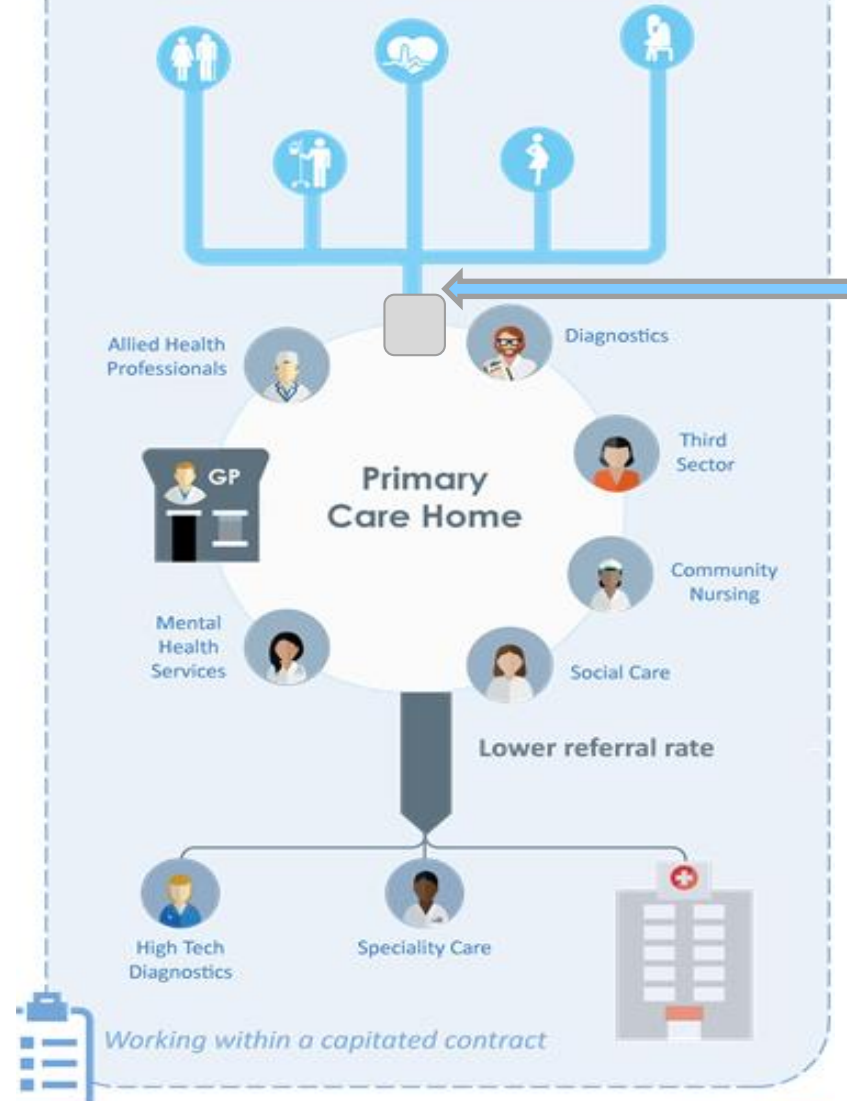 Allied Health
Professionals
Diagnostics
GP
Third
Sector
Primary
Care Home
Community
Nursing
Mental
Health
Services
Social Care
Lower referral rate
High Tech
Diagnostics
Speciality Care
Working within a capitated contract